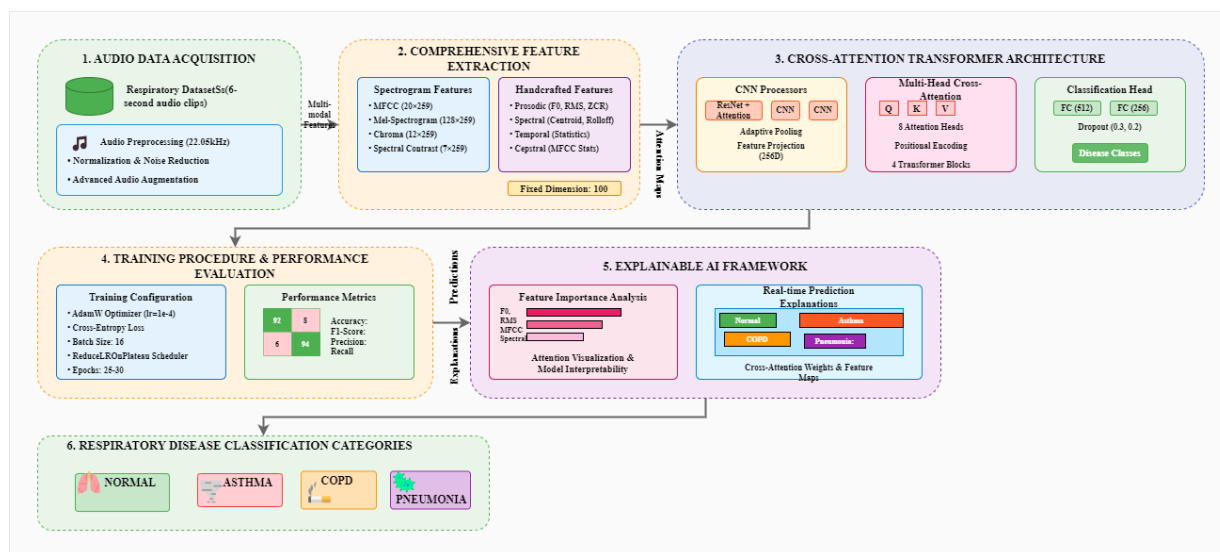 1. AUDIO DATA ACQUISITION
Respiratory DatasetSs(6-
second audio clips)
Audio Preprocessing (22.05kHz)
• Normalization & Noise Reduction
• Advanced Audio Augmentation
Multi-
modal
Features
2. COMPREHENSIVE FEATURE
EXTRACTION
Spectrogram Features
• MFCC (20×259)
• Mel-Spectrogram (128×259)
• Chroma (12×259)
• Spectral Contrast (7×259)
Handcrafted Features
• Prosodic (F0, RMS, ZCR)
• Spectral (Centroid, Rolloff)
• Temporal (Statistics)
• Cepstral (MFCC Stats)
Fixed Dimension: 100
Attention Maps
3. CROSS-ATTENTION TRANSFORMER ARCHITECTURE
CNN Processors
ResNet +
Attention
CNN
CNN
Adaptive Pooling
Feature Projection
(256D)
Multi-Head Cross-
Attention
Q
K
V
8 Attention Heads
Positional Encoding
4 Transformer Blocks
Classification Head
FC (512)
FC (256)
Dropout (0.3, 0.2)
Disease Classes
4. TRAINING PROCEDURE & PERFORMANCE
EVALUATION
Training Configuration
• AdamW Optimizer (lr=1e-4)
• Cross-Entropy Loss
• Batch Size: 16
• ReduceLROnPlateau Scheduler
• Epochs: 25-30
Performance Metrics
92
8
6
94
Accuracy:
F1-Score:
Precision:
Recall
Predictions
Explanations
5. EXPLAINABLE AI FRAMEWORK
Feature Importance Analysis
F0,
RMS
MFCC
Spectral
Attention Visualization &
Model Interpretability
Real-time Prediction
Explanations
Normal
Asthma
COPD
Pneumonia:
Cross-Attention Weights & Feature
Maps
6. RESPIRATORY DISEASE CLASSIFICATION CATEGORIES
NORMAL
ASTHMA
COPD
PNEUMONIA